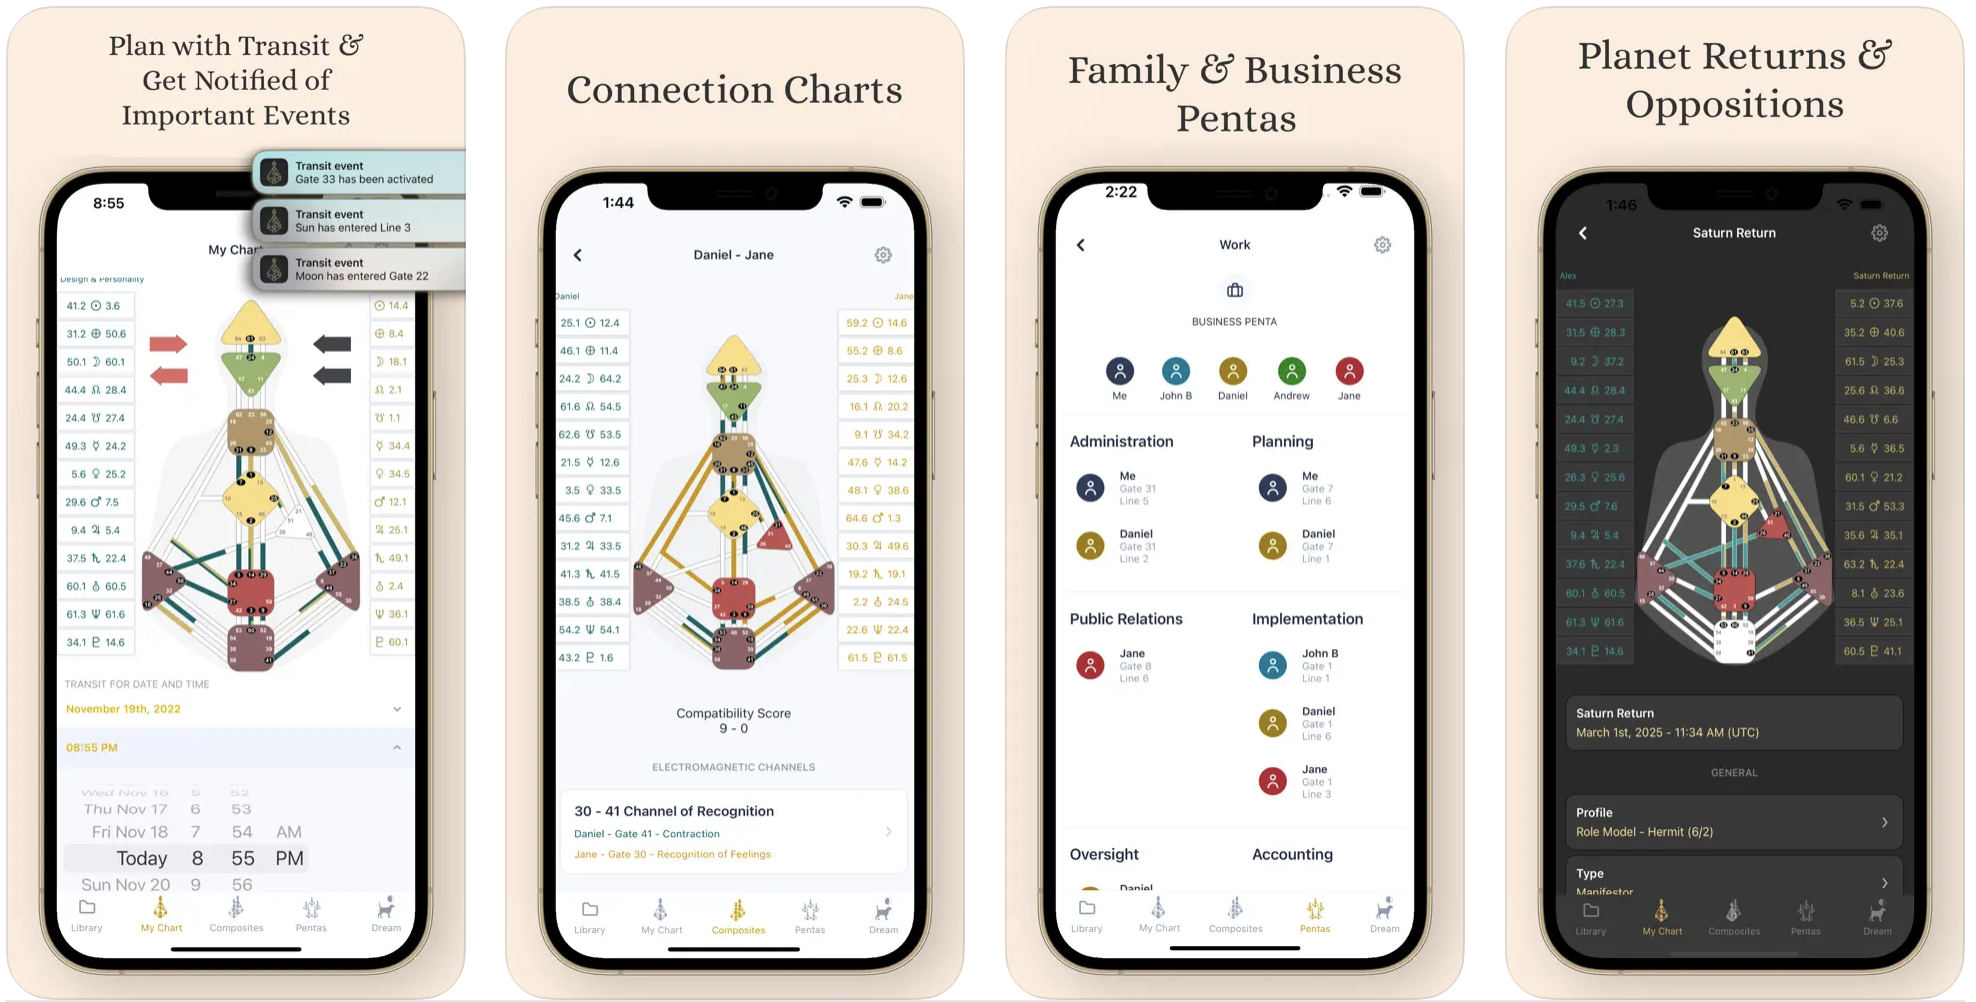 Plan with Transit &
Get Notified of
Important Events
Transit event
Gate 33 has been activated
Transit event
Sun has entered Line 3
Transit event
Moon has entered Gate 22
8:55
My Char
Design & Personality
41.2 ☉ 3.6
31.2 ⊕ 50.6
50.1 ☽ 60.1
44.4 ☊ 28.4
24.4 ☋ 27.4
49.3 ☿ 24.2
5.6 ♀ 25.2
29.6 ♂ 7.5
9.4 ♃ 5.4
37.5 ♄ 22.4
60.1 ⛢ 60.5
61.3 ♆ 61.6
34.1 ♇ 14.6
☉ 14.4
⊕ 8.4
☽ 18.1
☊ 2.1
☋ 1.1
☿ 34.4
♀ 34.5
♂ 12.1
♃ 25.1
♄ 49.1
⛢ 2.4
♆ 36.1
♇ 60.1
TRANSIT FOR DATE AND TIME
November 19th, 2022
08:55 PM
Wed Nov 16 5 52
Thu Nov 17 6 53
Fri Nov 18 7 54 AM
Today 8 55 PM
Sun Nov 20 9 56
Library My Chart Composites Pentas Dream
Connection Charts
1:44
Daniel - Jane
Daniel
Jane
25.1 ☉ 12.4
46.1 ⊕ 11.4
24.2 ☽ 64.2
61.6 ☊ 54.5
62.6 ☋ 53.5
21.5 ☿ 12.6
3.5 ♀ 33.5
45.6 ♂ 7.1
31.2 ♃ 33.5
41.3 ♄ 41.5
38.5 ⛢ 38.4
54.2 ♆ 54.1
43.2 ♇ 1.6
59.2 ☉ 14.6
55.2 ⊕ 8.6
25.3 ☽ 12.6
16.1 ☊ 20.2
9.1 ☋ 34.2
47.6 ☿ 14.2
48.1 ♀ 38.6
64.6 ♂ 1.3
30.3 ♃ 49.6
19.2 ♄ 19.1
2.2 ⛢ 24.5
22.6 ♆ 22.4
61.5 ♇ 61.5
Compatibility Score
9 - 0
ELECTROMAGNETIC CHANNELS
30 - 41 Channel of Recognition
Daniel - Gate 41 - Contraction
Jane - Gate 30 - Recognition of Feelings
Library My Chart Composites Pentas Dream
Family & Business
Pentas
2:22
Work
BUSINESS PENTA
Me John B Daniel Andrew Jane
Administration
Me
Gate 31
Line 5
Daniel
Gate 31
Line 2
Planning
Me
Gate 7
Line 6
Daniel
Gate 7
Line 1
Public Relations
Jane
Gate 8
Line 6
Implementation
John B
Gate 1
Line 1
Daniel
Gate 1
Line 6
Jane
Gate 1
Line 3
Oversight
Daniel
Accounting
Library My Chart Composites Pentas Dream
Planet Returns &
Oppositions
1:46
Saturn Return
Alex
Saturn Return
41.5 ☉ 27.3
31.5 ⊕ 28.3
9.2 ☽ 37.2
44.4 ☊ 28.4
24.4 ☋ 27.4
49.3 ☿ 2.3
26.3 ♀ 25.6
29.5 ♂ 7.6
9.4 ♃ 5.4
37.6 ♄ 22.4
60.1 ⛢ 60.5
61.3 ♆ 61.6
34.1 ♇ 14.6
5.2 ☉ 37.6
35.2 ⊕ 40.6
61.5 ☽ 25.3
25.6 ☊ 36.6
46.6 ☋ 6.6
5.6 ☿ 36.5
60.1 ♀ 21.2
31.5 ♂ 53.3
35.6 ♃ 35.1
63.2 ♄ 22.4
8.1 ⛢ 23.6
36.5 ♆ 25.1
60.5 ♇ 41.1
Saturn Return
March 1st, 2025 - 11:34 AM (UTC)
GENERAL
Profile
Role Model - Hermit (6/2)
Type
Manifestor
Library My Chart Composites Pentas Dream